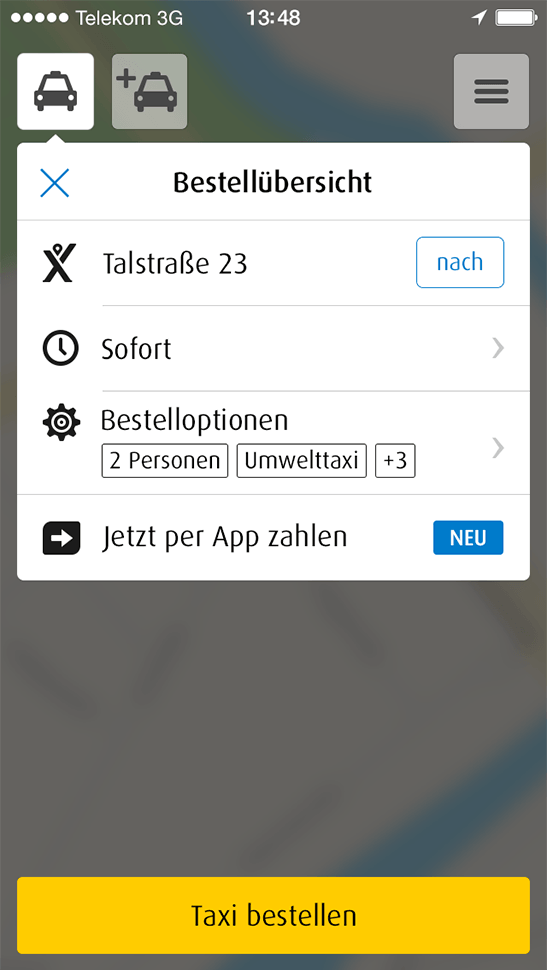 Telekom 3G 13:48
Bestellübersicht
Talstraße 23 nach
Sofort
Bestelloptionen
2 Personen Umwelttaxi +3
Jetzt per App zahlen NEU
Taxi bestellen